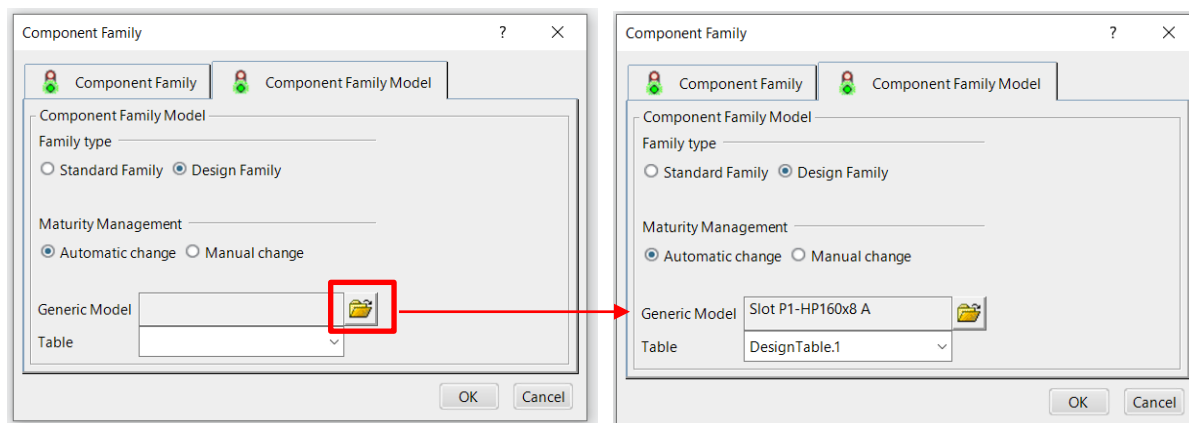 Component Family ? ×
Component Family Component Family Model
Component Family Model
Family type
Standard Family Design Family
Maturity Management
Automatic change Manual change
Generic Model
Table
OK Cancel
Component Family ? ×
Component Family Component Family Model
Component Family Model
Family type
Standard Family Design Family
Maturity Management
Automatic change Manual change
Generic Model Slot P1-HP160x8 A
Table DesignTable.1
OK Cancel